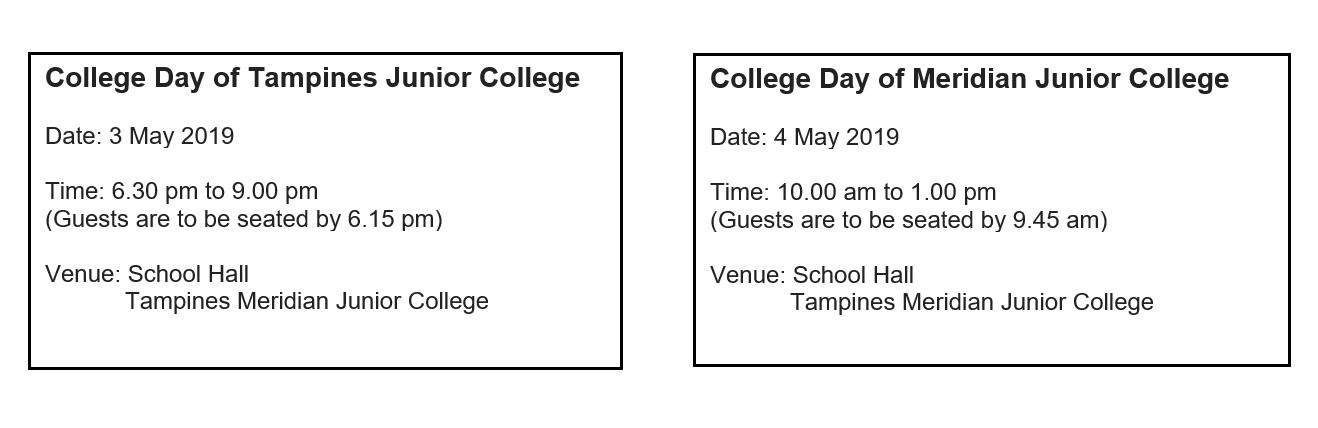 College Day of Tampines Junior College
Date: 3 May 2019
Time: 6.30 pm to 9.00 pm
(Guests are to be seated by 6.15 pm)
Venue: School Hall
Tampines Meridian Junior College
College Day of Meridian Junior College
Date: 4 May 2019
Time: 10.00 am to 1.00 pm
(Guests are to be seated by 9.45 am)
Venue: School Hall
Tampines Meridian Junior College